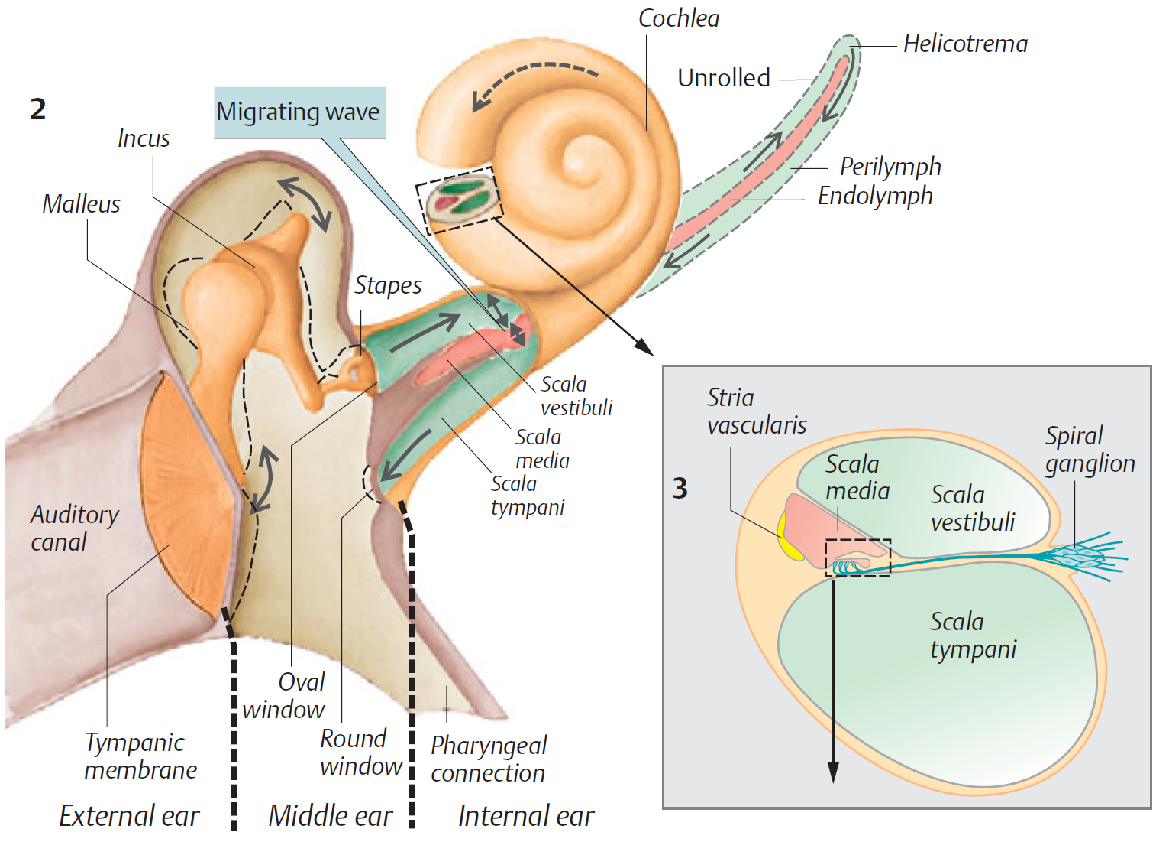 Cochlea
Helicotrema
Unrolled
2
Migrating wave
Incus
Perilymph
Endolymph
Malleus
Stapes
Scala
vestibuli
Scala
media
Scala
tympani
Auditory
canal
Oval
window
Round
window
Pharyngeal
connection
Tympanic
membrane
External ear
Middle ear
Internal ear
Stria
vascularis
Spiral
ganglion
3
Scala
media
Scala
vestibuli
Scala
tympani